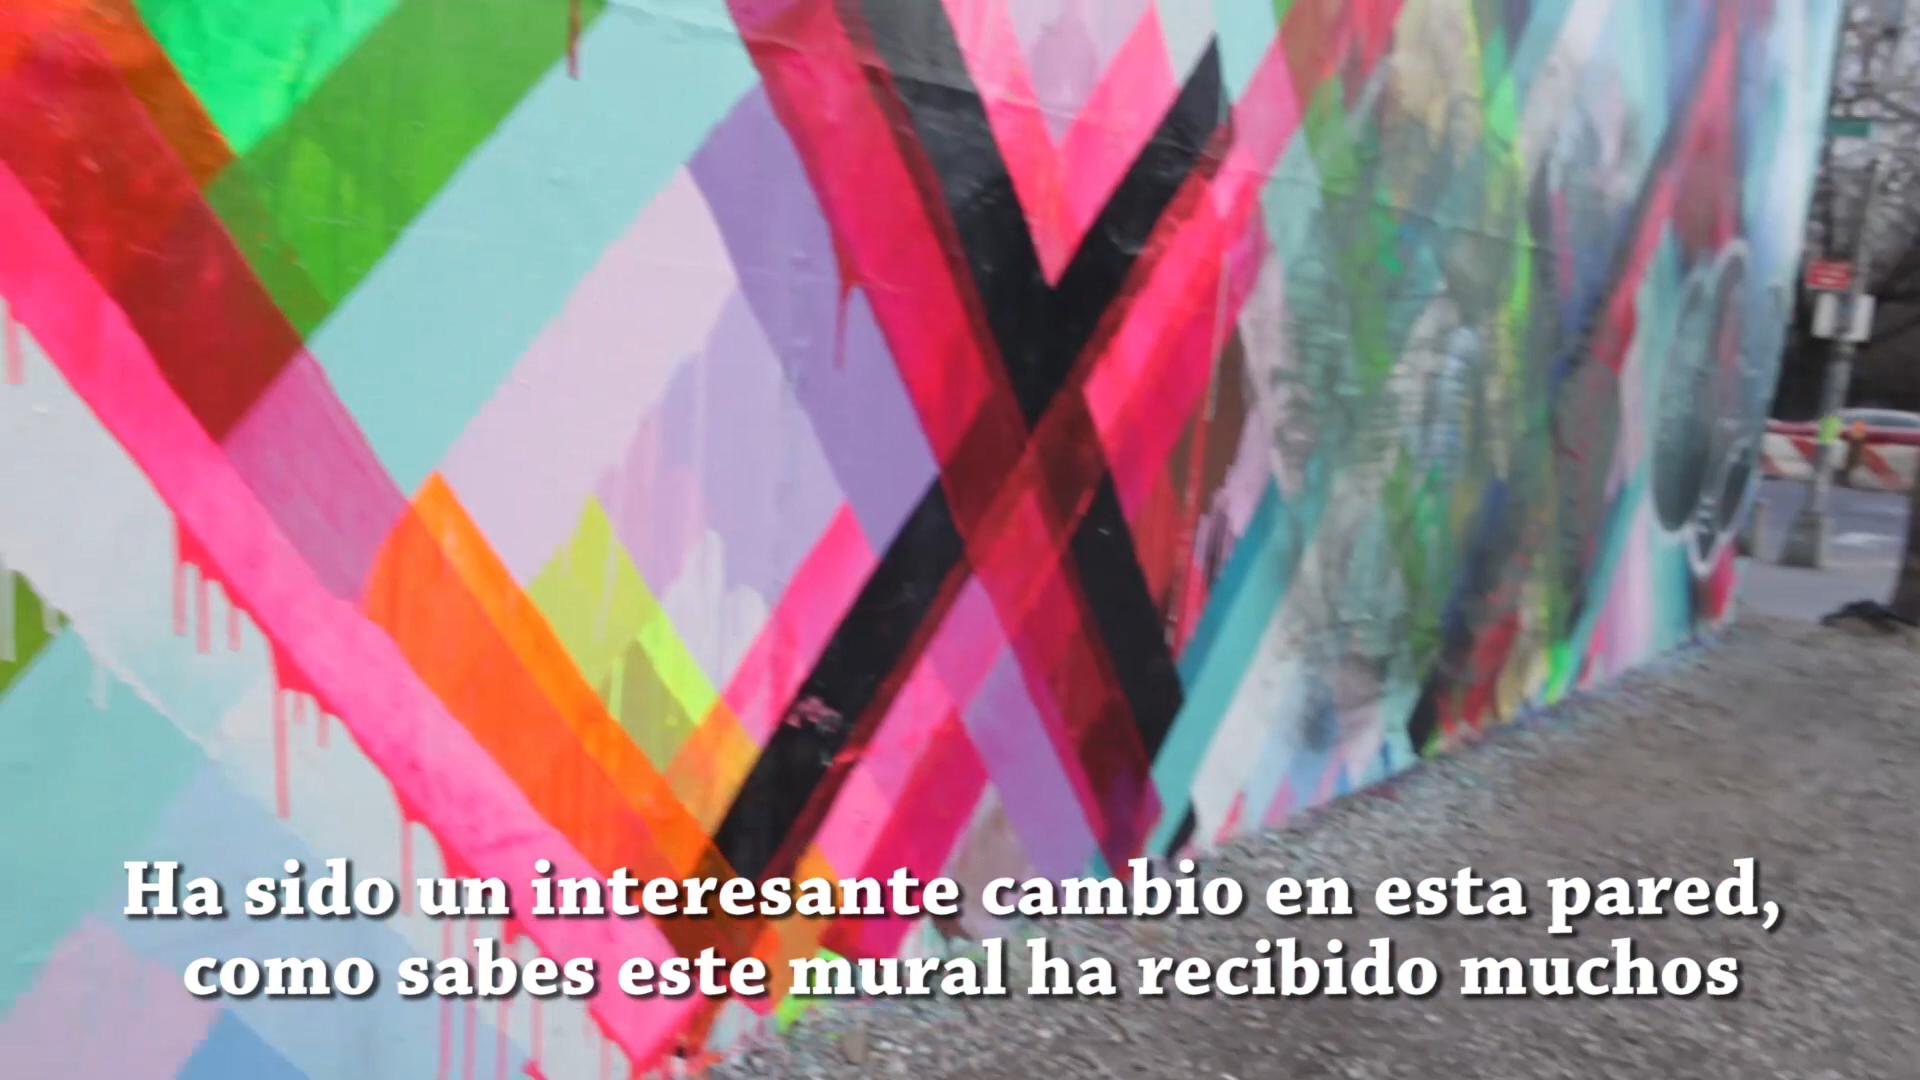 Ha sido un interesante cambio en esta pared,
como sabes este mural ha recibido muchos